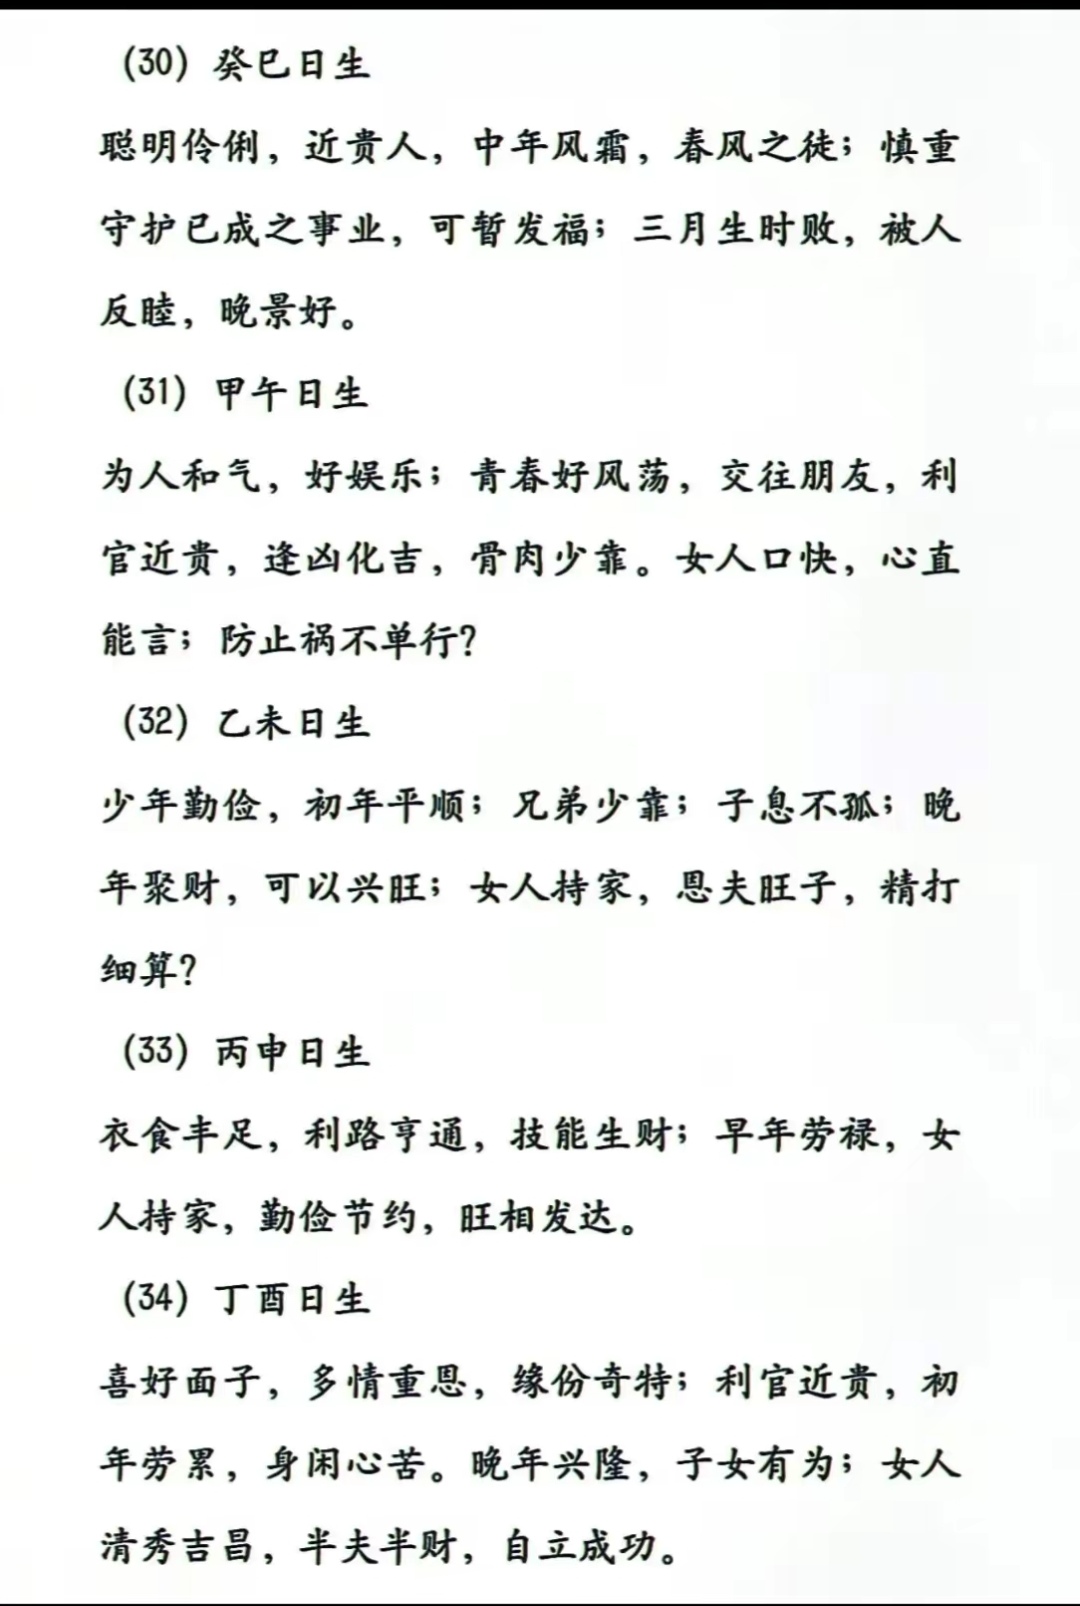 （30）癸巳日生
聪明伶俐，近贵人，中年风霜，春风之徒；慎重
守护已成之事业，可暂发福；三月生时败，被人
反睦，晚景好。
（31）甲午日生
为人和气，好娱乐；青春好风荡，交往朋友，利
官近贵，逢凶化吉，骨肉少靠。女人口快，心直
能言；防止祸不单行？
（32）乙未日生
少年勤俭，初年平顺；兄弟少靠；子息不孤；晚
年聚财，可以兴旺；女人持家，恩夫旺子，精打
细算？
（33）丙申日生
衣食丰足，利路亨通，技能生财；早年劳禄，女
人持家，勤俭节约，旺相发达。
（34）丁酉日生
喜好面子，多情重恩，缘份奇特；利官近贵，初
年劳累，身闲心苦。晚年兴隆，子女有为；女人
清秀吉昌，半夫半财，自立成功。